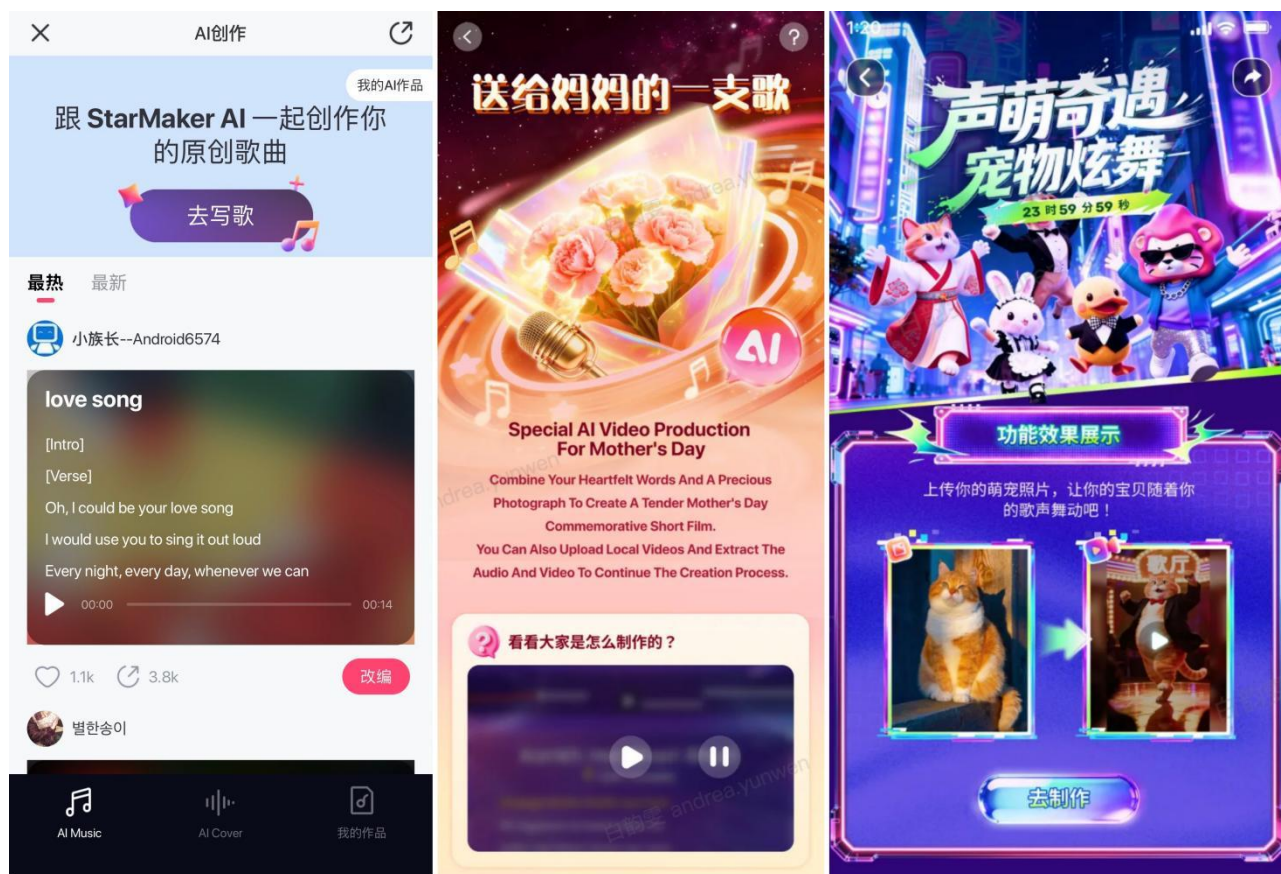 AI创作
我的AI作品
跟 StarMaker AI 一起创作你
的原创歌曲
去写歌
最热
最新
小族长--Android6574
love song
[Intro]
[Verse]
Oh, I could be your love song
I would use you to sing it out loud
Every night, every day, whenever we can
00:00
00:14
1.1k
3.8k
改编
별한송이
AI Music
AI Cover
我的作品
送给妈妈的一支歌
AI
Special AI Video Production
For Mother's Day
Combine Your Heartfelt Words And A Precious
Photograph To Create A Tender Mother's Day
Commemorative Short Film.
You Can Also Upload Local Videos And Extract The
Audio And Video To Continue The Creation Process.
看看大家是怎么制作的？
andrea.yunwen
1:20
声萌奇遇
宠物炫舞
23 时 59 分 59 秒
功能效果展示
上传你的萌宠照片，让你的宝贝随着你
的歌声舞动吧！
歌厅
去制作